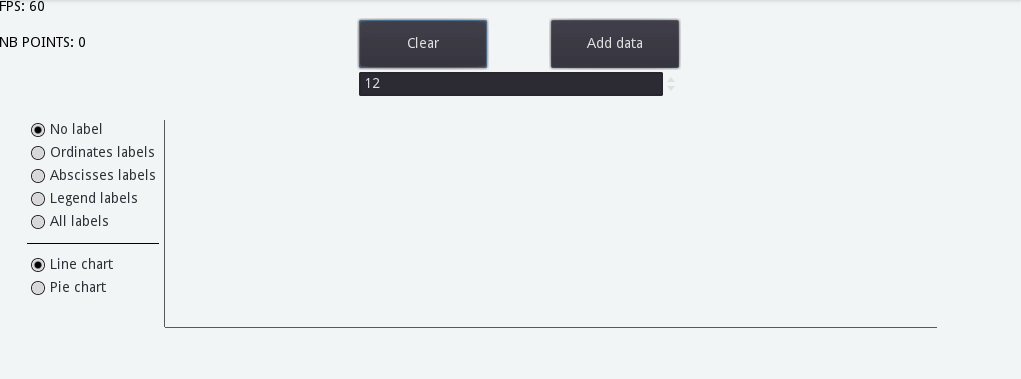 FPS: 60
NB POINTS: 0
Clear
Add data
12
No label
Ordinates labels
Abscisses labels
Legend labels
All labels
Line chart
Pie chart